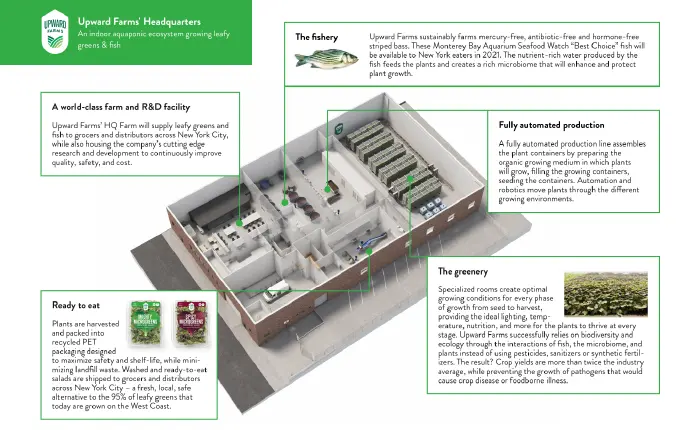 UPWARD
FARMS
Upward Farms' Headquarters
An indoor aquapanic ecosystem growing leafy
greens & fish
The fishery
Upward Farms sustainably farms mercury-free, antibiotic-free and hormone-free
striped bass. These Monterey Bay Aquarium Seafood Watch “Best Choice” fish will
be available to New York eaters in 2021. The nutrient-rich water produced by the
fish feeds the plants and creates a rich microbiome that will enhance and protect
plant growth.
A world-class farm and R&D facility
Upward Farms' HQ Farm will supply leafy greens and
fish to grocers and distributors across New York City,
while also housing the company's cutting edge
research and development to continuously improve
quality, safety, and cost.
Fully automated production
A fully automated production line assembles
the plant containers by preparing the
organic growing medium in which plants
will grow, filling the growing containers,
seeding the containers. Automation and
robotics move plants through the different
growing environments.
The greenery
Specialized rooms create optimal
growing conditions for every phase
of growth from seed to harvest,
providing the ideal lighting, temp-
erature, nutrition, and more for the plants to thrive at every
stage. Upward Farms successfully relies on biodiversity and
ecology through the interactions of fish, the microbiome, and
plants instead of using pesticides, sanitizers or synthetic fertil-
izers. The result? Crop yields are more than twice the industry
average, while preventing the growth of pathogens that would
cause crop disease or foodborne illness.
Ready to eat
Plants are harvested
and packed into
recycled PET
packaging designed
to maximize safety and shelf-life, while mini-
mizing landfill waste. Washed and ready-to-eat
salads are shipped to grocers and distributors
across New York City – a fresh, local, safe
alternative to the 95% of leafy greens that
today are grown on the West Coast.
MIGHTY
MICROGREENS
SPICY
MICROGREENS